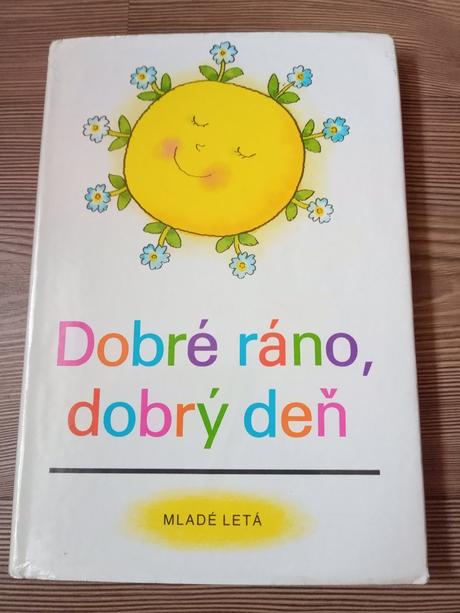 Dobré ráno,
dobrý deň
MLADÉ LETÁ